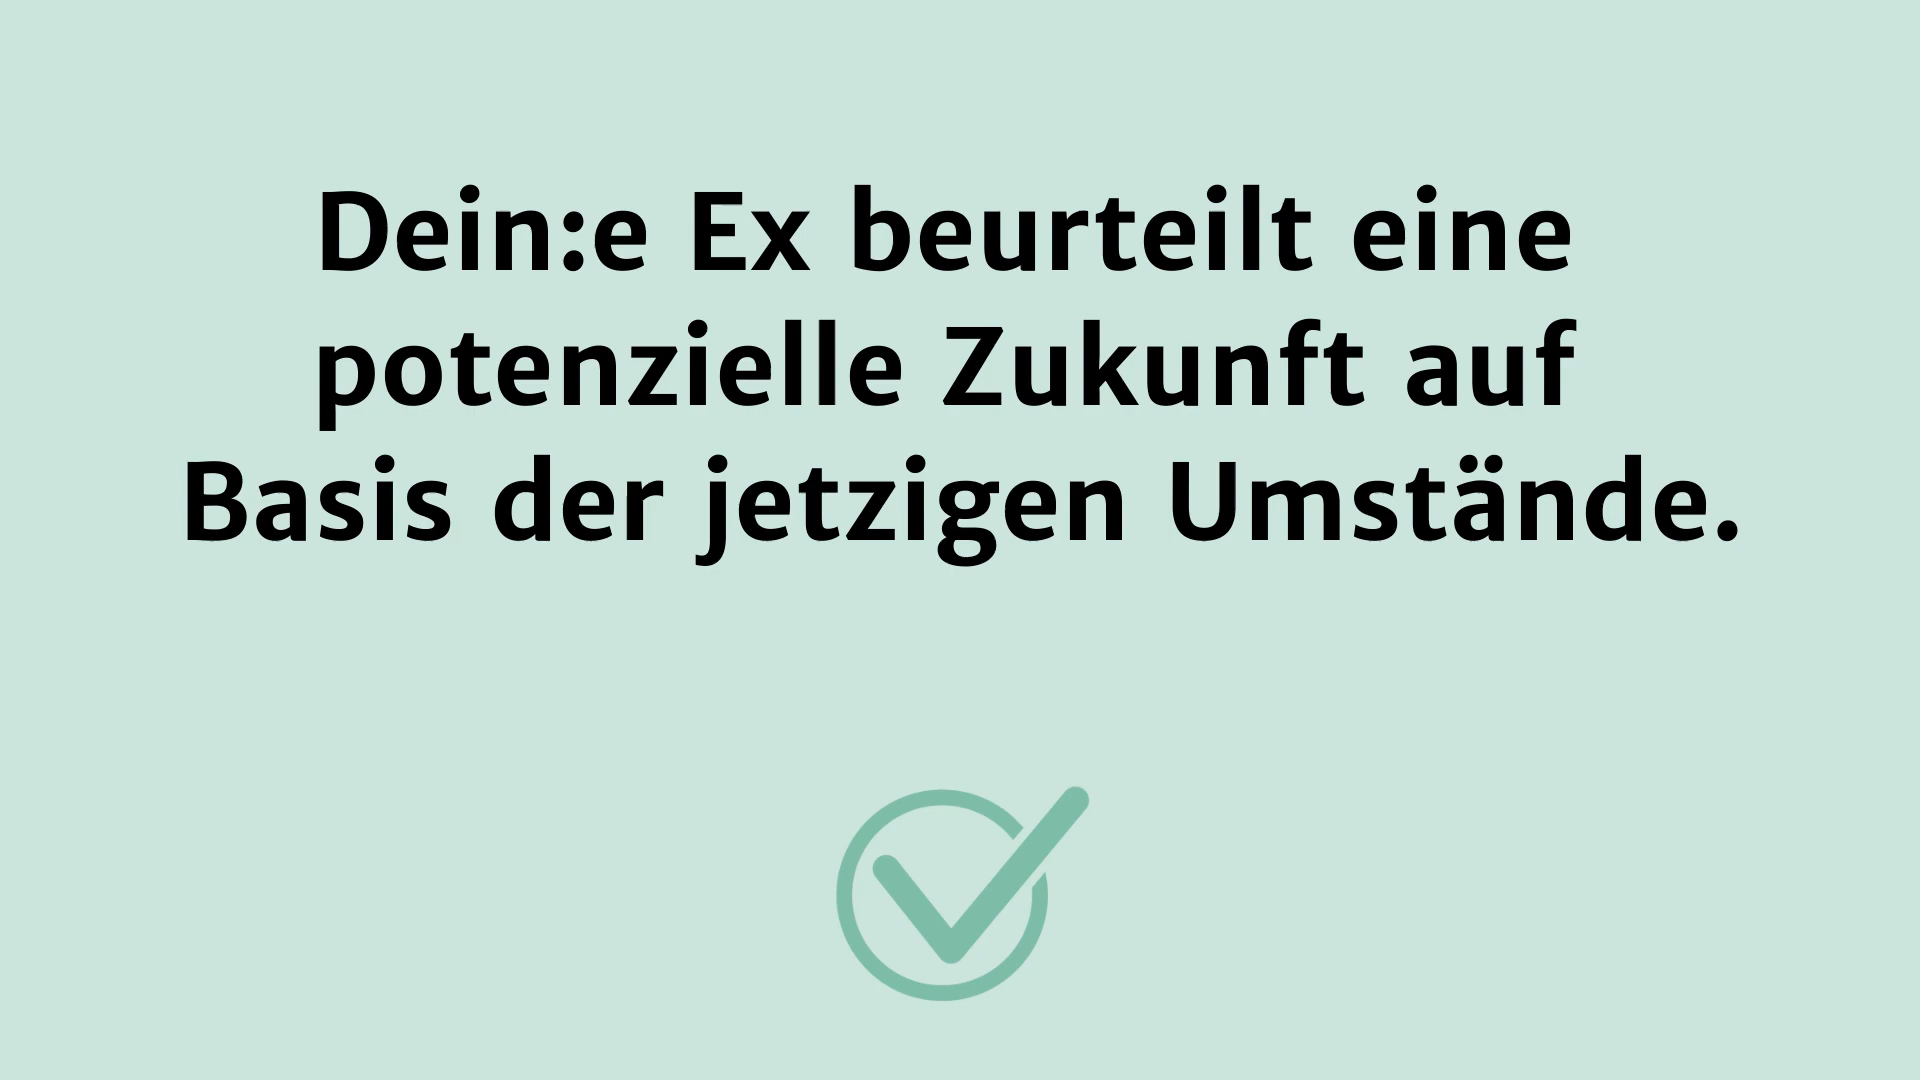 Dein:e Ex beurteilt eine
potenzielle Zukunft auf
Basis der jetzigen Umstände.